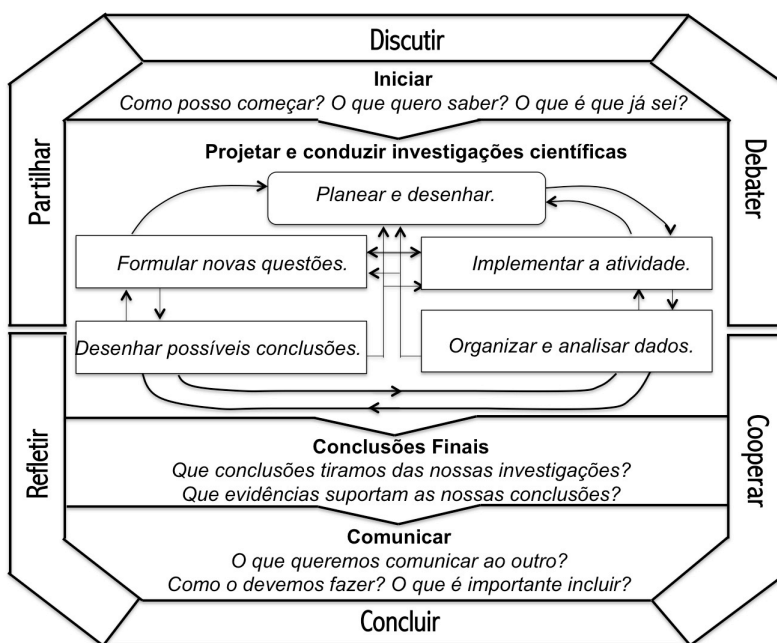 Discutir
Iniciar
Como posso começar? O que quero saber? O que é que já sei?
Partilhar
Debater
Projetar e conduzir investigações científicas
Planear e desenhar.
Formular novas questões.
Implementar a atividade.
Desenhar possíveis conclusões.
Organizar e analisar dados.
Refletir
Cooperar
Conclusões Finais
Que conclusões tiramos das nossas investigações?
Que evidências suportam as nossas conclusões?
Comunicar
O que queremos comunicar ao outro?
Como o devemos fazer? O que é importante incluir?
Concluir